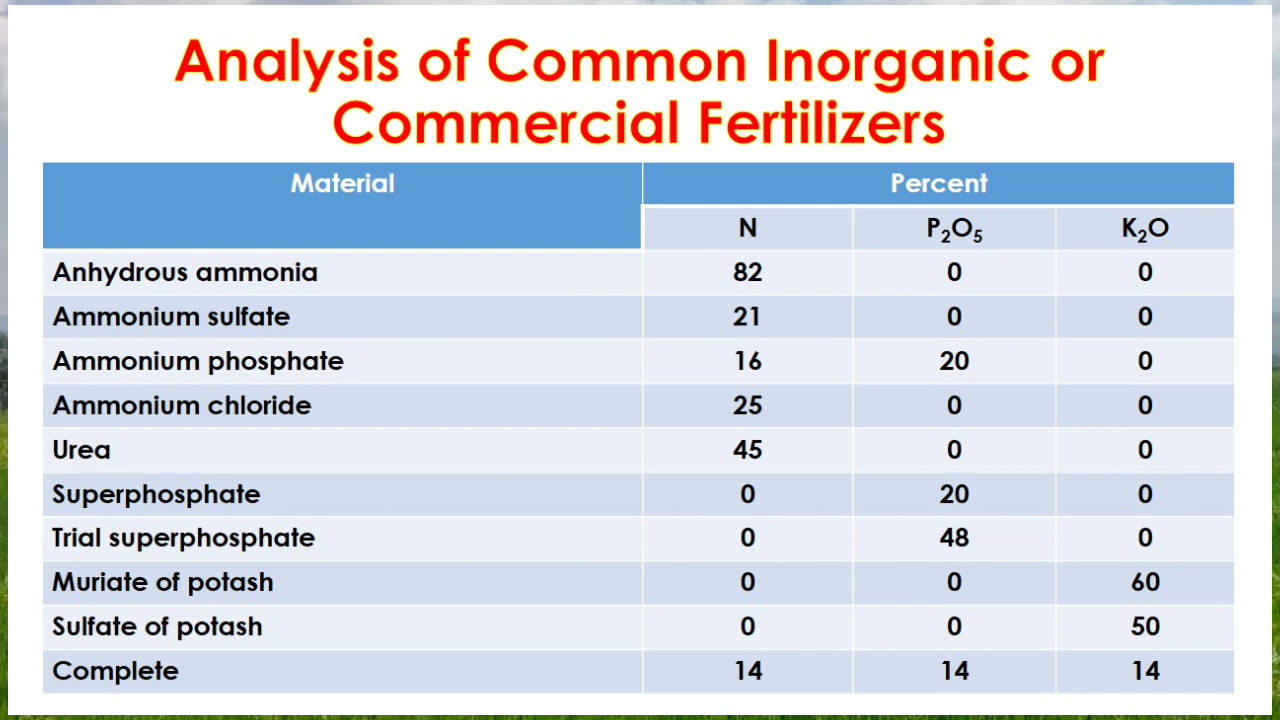 Analysis of Common Inorganic or
Commercial Fertilizers
Material Percent
N P₂O₅ K₂O
Anhydrous ammonia 82 0 0
Ammonium sulfate 21 0 0
Ammonium phosphate 16 20 0
Ammonium chloride 25 0 0
Urea 45 0 0
Superphosphate 0 20 0
Trial superphosphate 0 48 0
Muriate of potash 0 0 60
Sulfate of potash 0 0 50
Complete 14 14 14